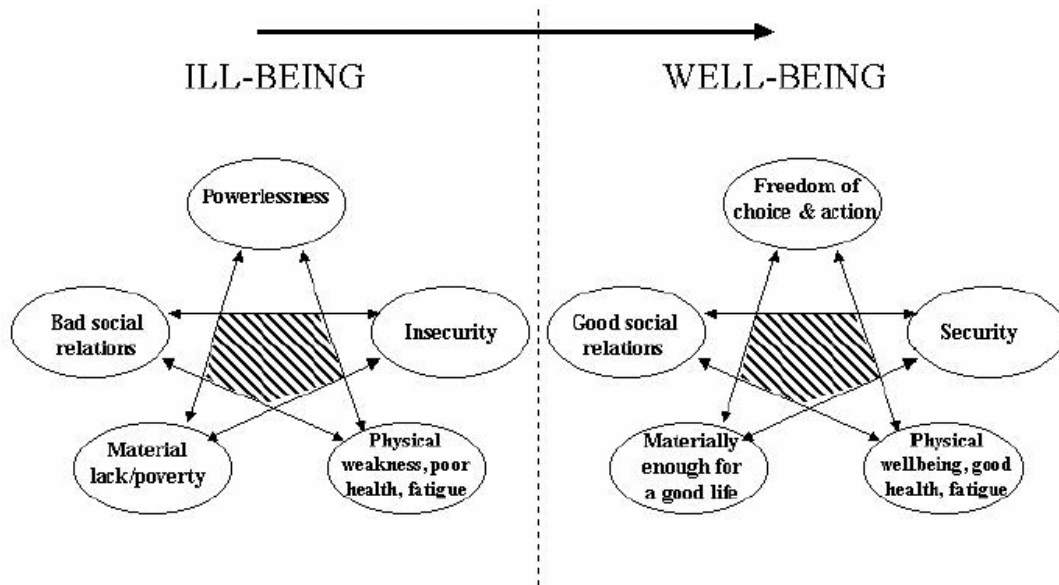 ILL-BEING
WELL-BEING
Powerlessness
Bad social
relations
Insecurity
Material
lack/poverty
Physical
weakness, poor
health, fatigue
Freedom of
choice & action
Good social
relations
Security
Materially
enough for
a good life
Physical
wellbeing, good
health, fatigue